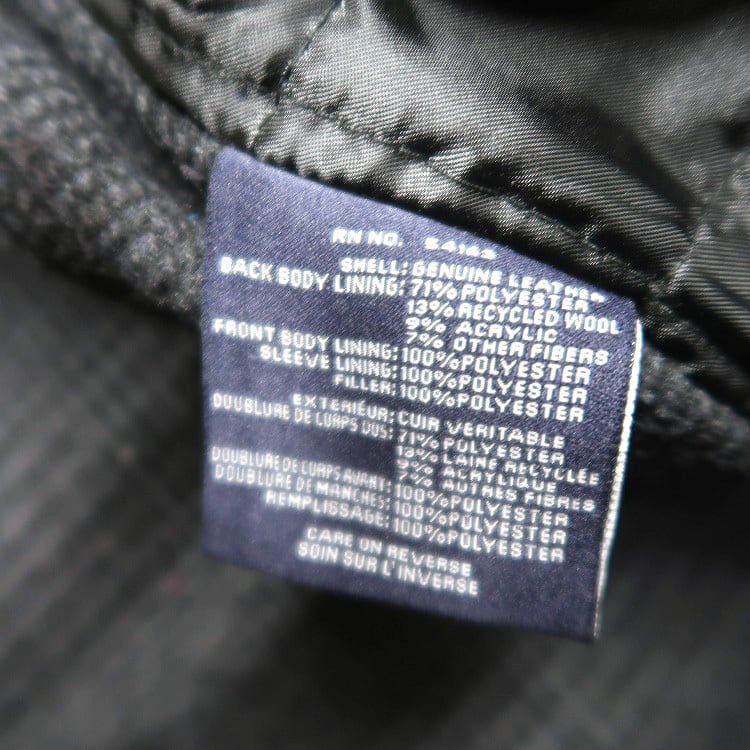 RN NO. 54142
SHELL: GENUINE LEATHER
BACK BODY LINING: 71% POLYESTER
13% RECYCLED WOOL
9% ACRYLIC
7% OTHER FIBERS
FRONT BODY LINING: 100% POLYESTER
SLEEVE LINING: 100% POLYESTER
FILLER: 100% POLYESTER
EXTERIEUR: CUIR VERITABLE
DOUBLURE DE CORPS DOS: 71% POLYESTER
13% LAINE RECYCLÉE
9% ACRYLIQUE
7% AUTRES FIBRES
DOUBLURE DE CORPS AVANT: 100% POLYESTER
DOUBLURE DE MANCHES: 100% POLYESTER
REMPLISSAGE: 100% POLYESTER
CARE ON REVERSE
SOIN SUR L'INVERSE